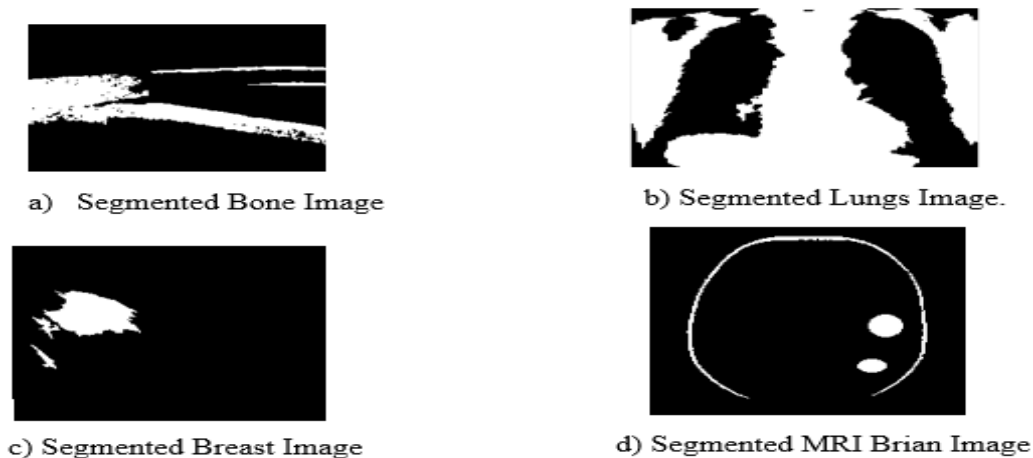 a) Segmented Bone Image
b) Segmented Lungs Image.
c) Segmented Breast Image
d) Segmented MRI Brian Image